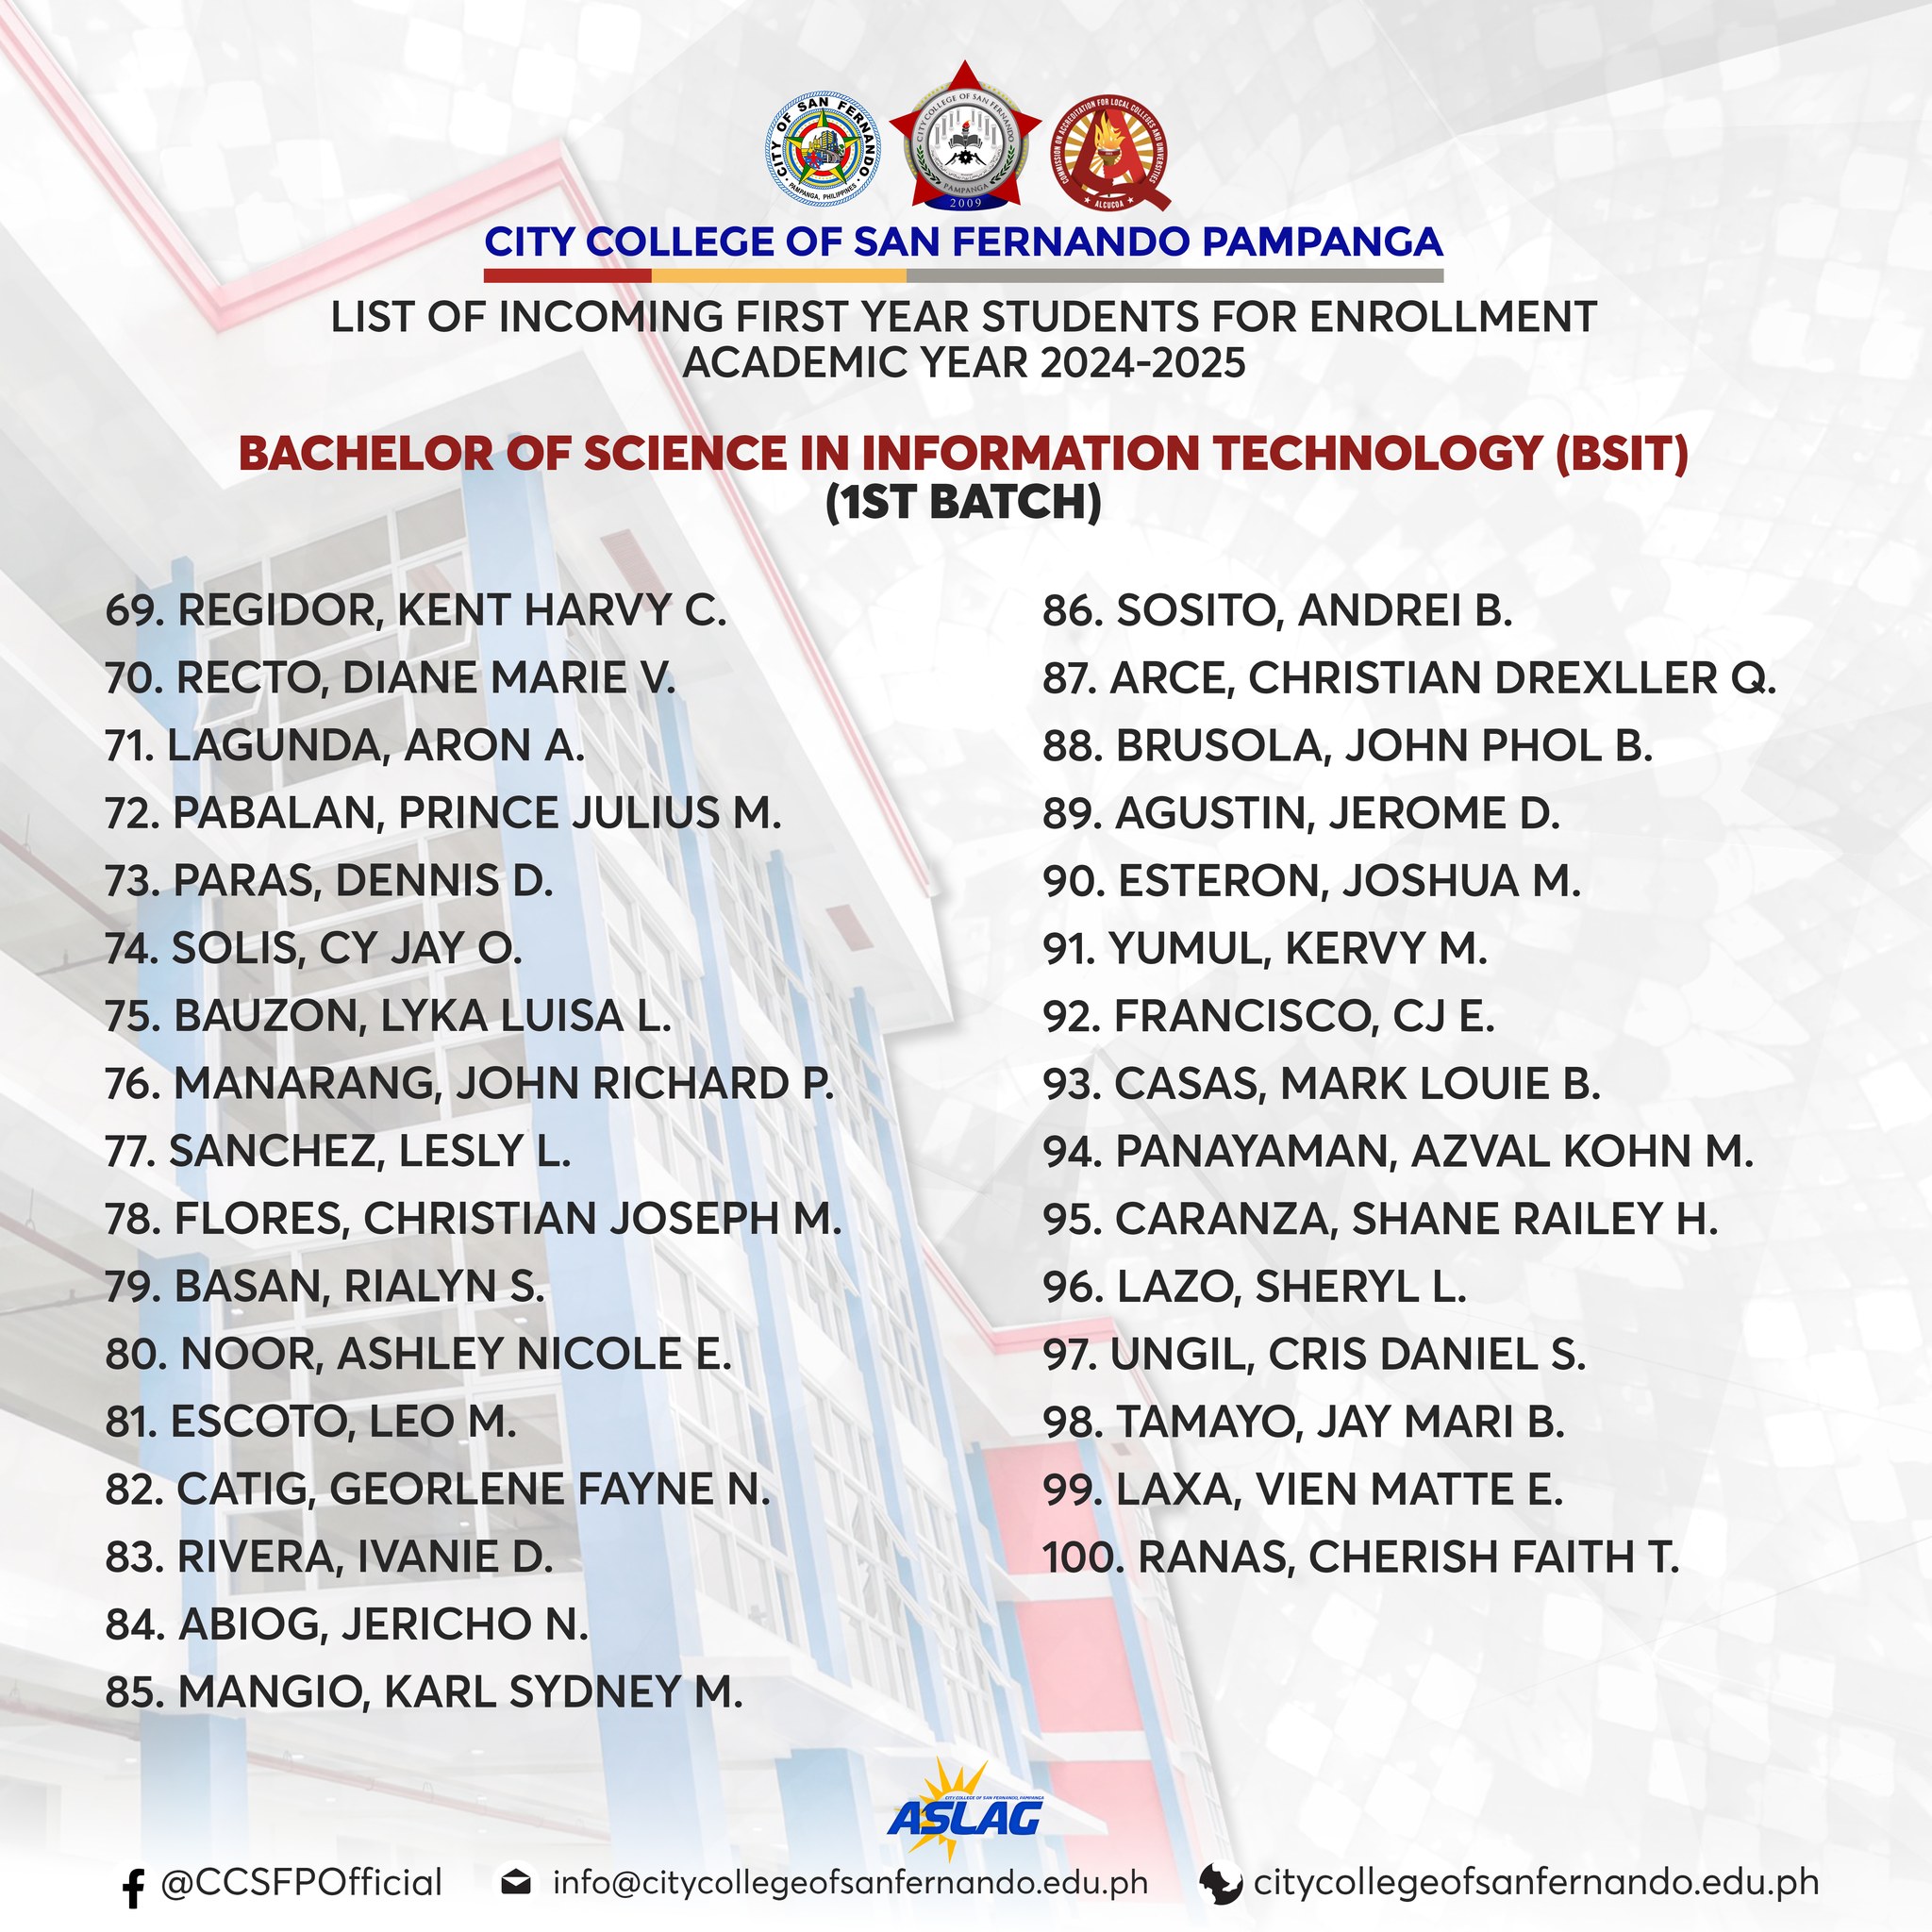 CITY OF SAN FERNANDO
PAMPANGA, PHILIPPINES
CITY COLLEGE OF SAN FERNANDO
PAMPANGA
2009
COMMISSION ON ACCREDITATION FOR LOCAL COLLEGES AND UNIVERSITIES
ALCUCOA
CITY COLLEGE OF SAN FERNANDO PAMPANGA
LIST OF INCOMING FIRST YEAR STUDENTS FOR ENROLLMENT
ACADEMIC YEAR 2024-2025
BACHELOR OF SCIENCE IN INFORMATION TECHNOLOGY (BSIT)
(1ST BATCH)
69. REGIDOR, KENT HARVY C.
70. RECTO, DIANE MARIE V.
71. LAGUNDA, ARON A.
72. PABALAN, PRINCE JULIUS M.
73. PARAS, DENNIS D.
74. SOLIS, CY JAY O.
75. BAUZON, LYKA LUISA L.
76. MANARANG, JOHN RICHARD P.
77. SANCHEZ, LESLY L.
78. FLORES, CHRISTIAN JOSEPH M.
79. BASAN, RIALYN S.
80. NOOR, ASHLEY NICOLE E.
81. ESCOTO, LEO M.
82. CATIG, GEORLENE FAYNE N.
83. RIVERA, IVANIE D.
84. ABIOG, JERICHO N.
85. MANGIO, KARL SYDNEY M.
86. SOSITO, ANDREI B.
87. ARCE, CHRISTIAN DREXLLER Q.
88. BRUSOLA, JOHN PHOL B.
89. AGUSTIN, JEROME D.
90. ESTERON, JOSHUA M.
91. YUMUL, KERVY M.
92. FRANCISCO, CJ E.
93. CASAS, MARK LOUIE B.
94. PANAYAMAN, AZVAL KOHN M.
95. CARANZA, SHANE RAILEY H.
96. LAZO, SHERYL L.
97. UNGIL, CRIS DANIEL S.
98. TAMAYO, JAY MARI B.
99. LAXA, VIEN MATTE E.
100. RANAS, CHERISH FAITH T.
CITY COLLEGE OF SAN FERNANDO, PAMPANGA
ASLAG
@CCSFPOfficial
info@citycollegeofsanfernando.edu.ph
citycollegeofsanfernando.edu.ph